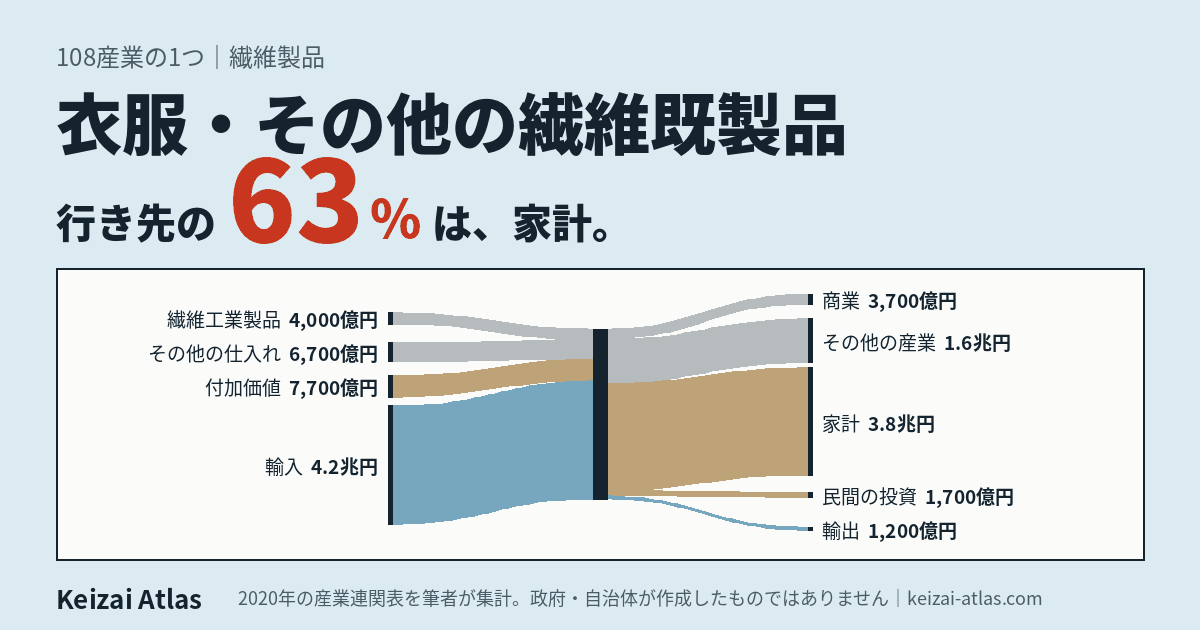 108産業の1つ｜繊維製品
衣服・その他の繊維既製品
行き先の 63% は、家計。
繊維工業製品 4,000億円
その他の仕入れ 6,700億円
付加価値 7,700億円
輸入 4.2兆円
商業 3,700億円
その他の産業 1.6兆円
家計 3.8兆円
民間の投資 1,700億円
輸出 1,200億円
Keizai Atlas 2020年の産業連関表を筆者が集計。政府・自治体が作成したものではありません｜keizai-atlas.com